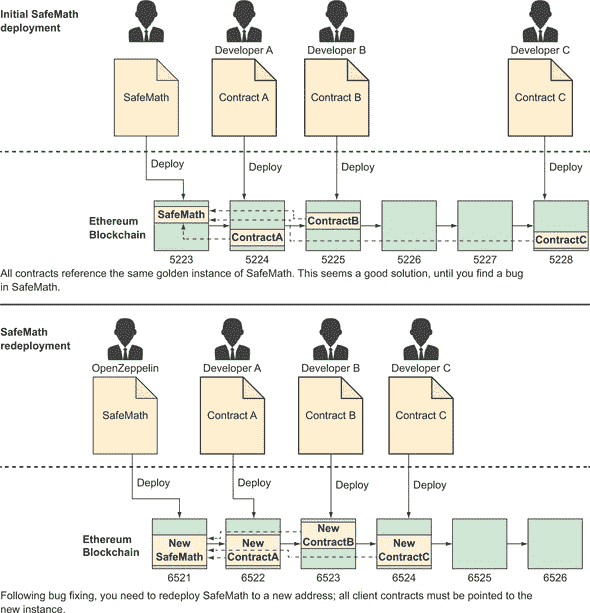 Initial SafeMath
deployment
Developer A
Developer B
Developer C
SafeMath
Contract A
Contract B
Contract C
Deploy
Deploy
Deploy
Deploy
Ethereum
Blockchain
SafeMath
ContractA
ContractB
ContractC
5223
5224
5225
5226
5227
5228
All contracts reference the same golden instance of SafeMath. This seems a good solution, until you find a bug
in SafeMath.
SafeMath
redeployment
OpenZeppelin
Developer A
Developer B
Developer C
SafeMath
Contract A
Contract B
Contract C
Deploy
Deploy
Deploy
Deploy
Ethereum
Blockchain
New
SafeMath
New
ContractA
New
ContractB
New
ContractC
6521
6522
6523
6524
6525
6526
Following bug fixing, you need to redeploy SafeMath to a new address; all client contracts must be pointed to the
new instance.